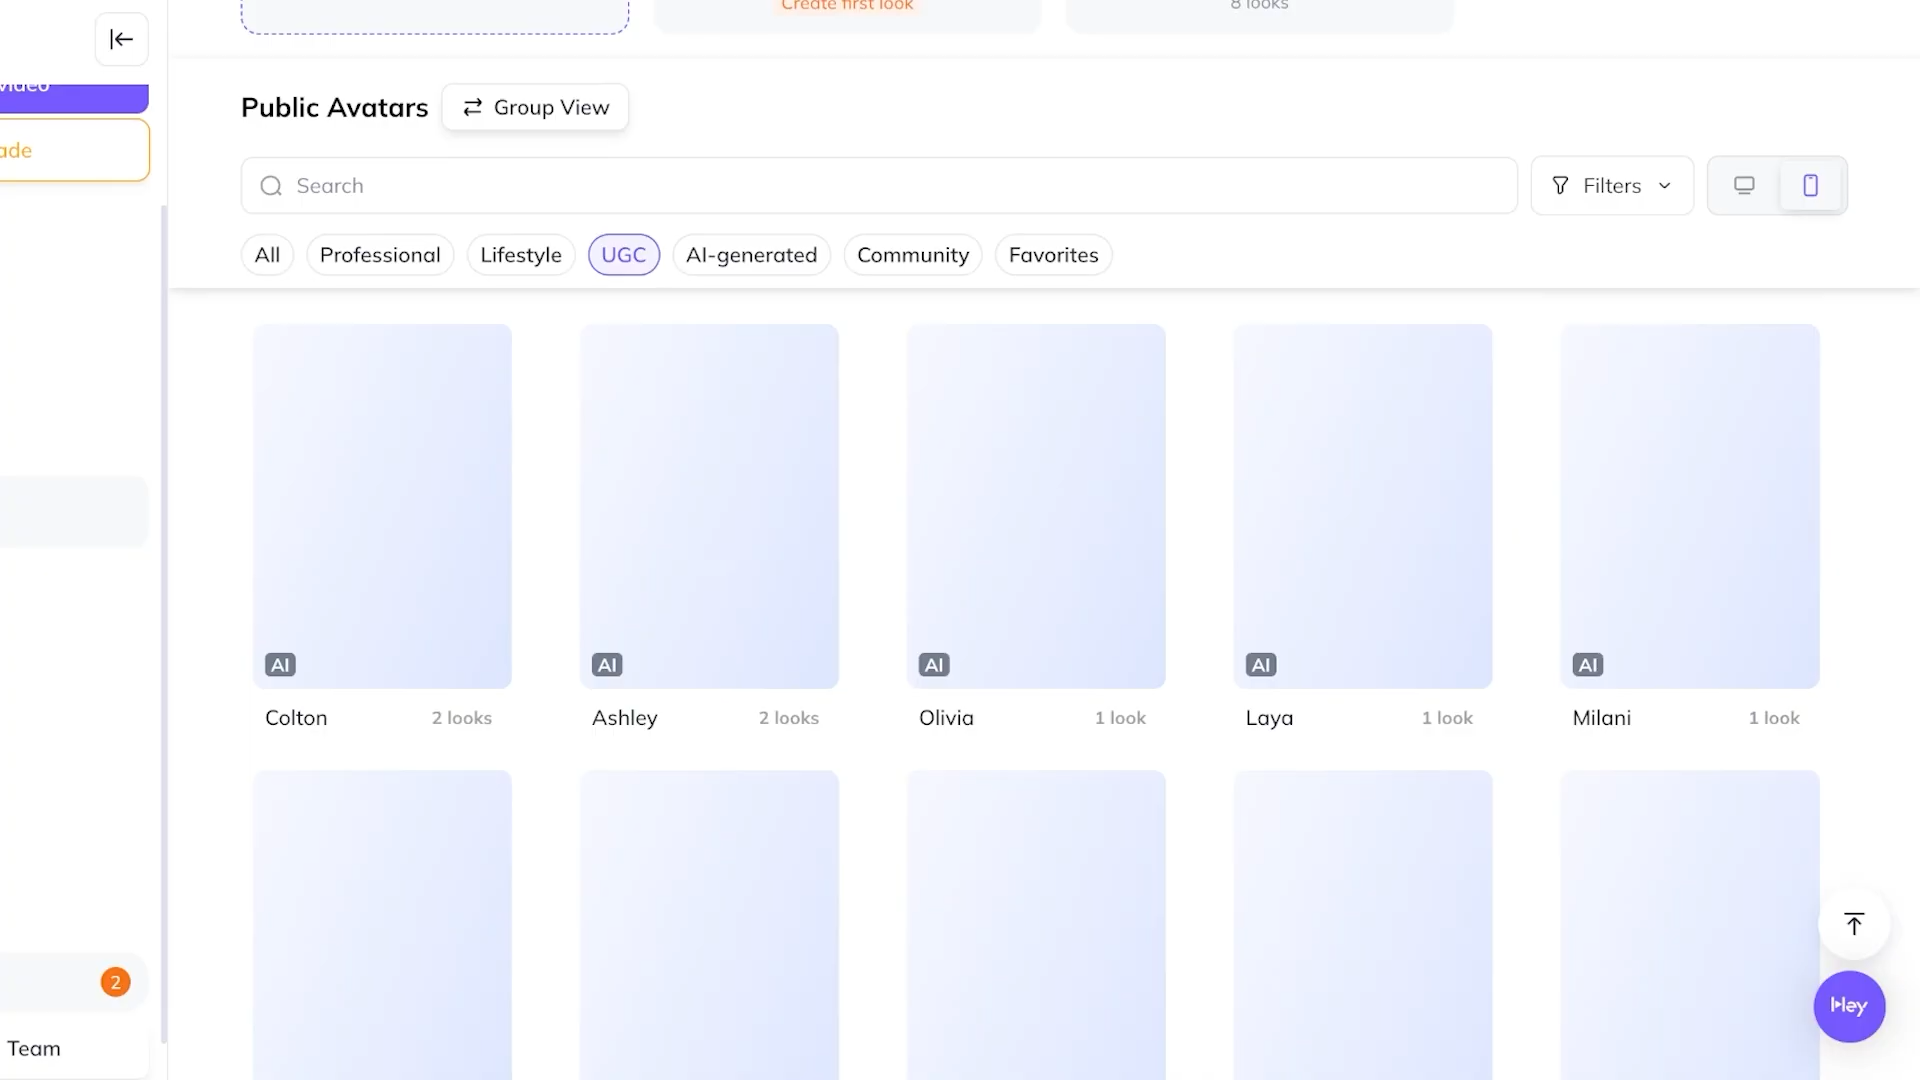 Create first look
8 looks
Video
ade
Public Avatars
Group View
Search
Filters
All
Professional
Lifestyle
UGC
AI-generated
Community
Favorites
AI
AI
AI
AI
AI
Colton
2 looks
Ashley
2 looks
Olivia
1 look
Laya
1 look
Milani
1 look
Hey
2
Team